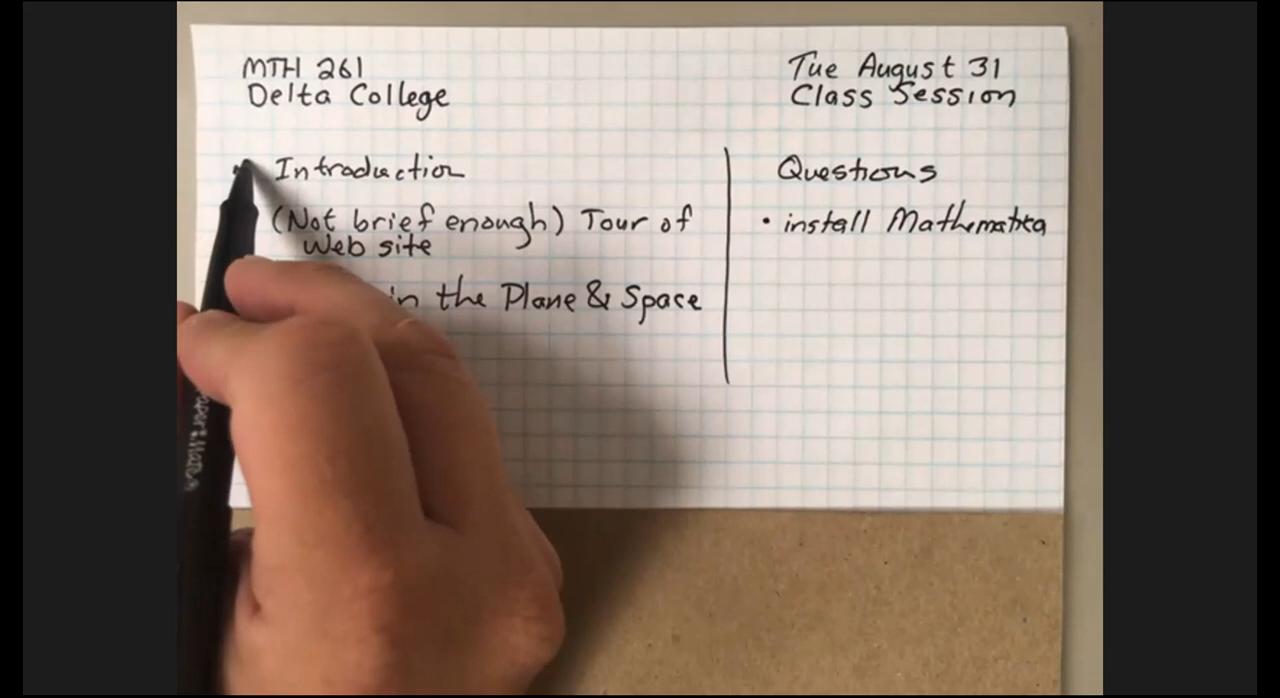 MTH 261
Delta College
Tue August 31
Class Session
Introduction
(Not brief enough) Tour of
Web site
in the Plane & Space
Questions
• install Mathematica